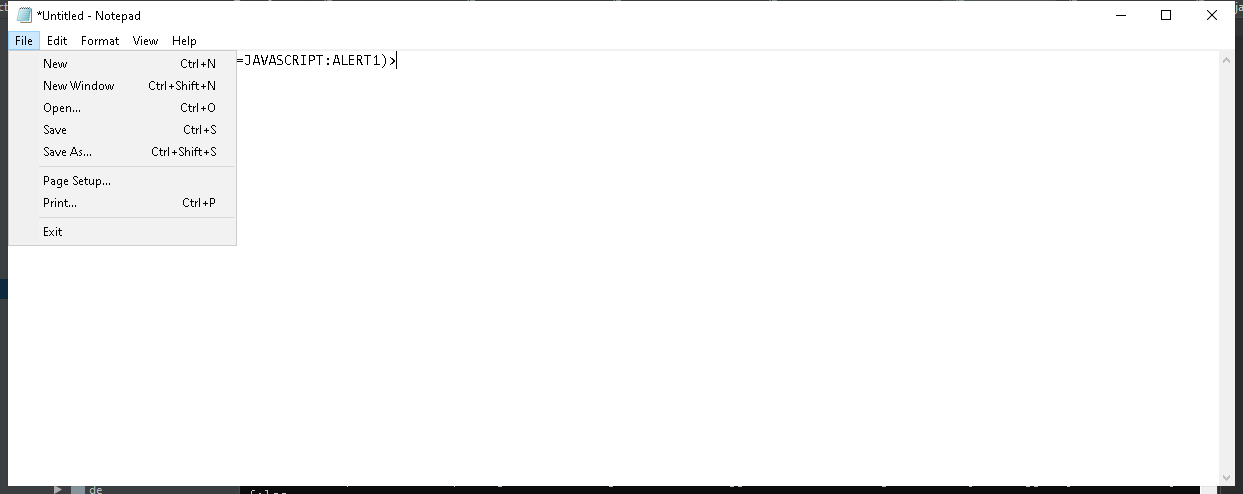 *Untitled - Notepad
File Edit Format View Help
=JAVASCRIPT:ALERT1)>
New Ctrl+N
New Window Ctrl+Shift+N
Open... Ctrl+O
Save Ctrl+S
Save As... Ctrl+Shift+S
Page Setup...
Print... Ctrl+P
Exit
de